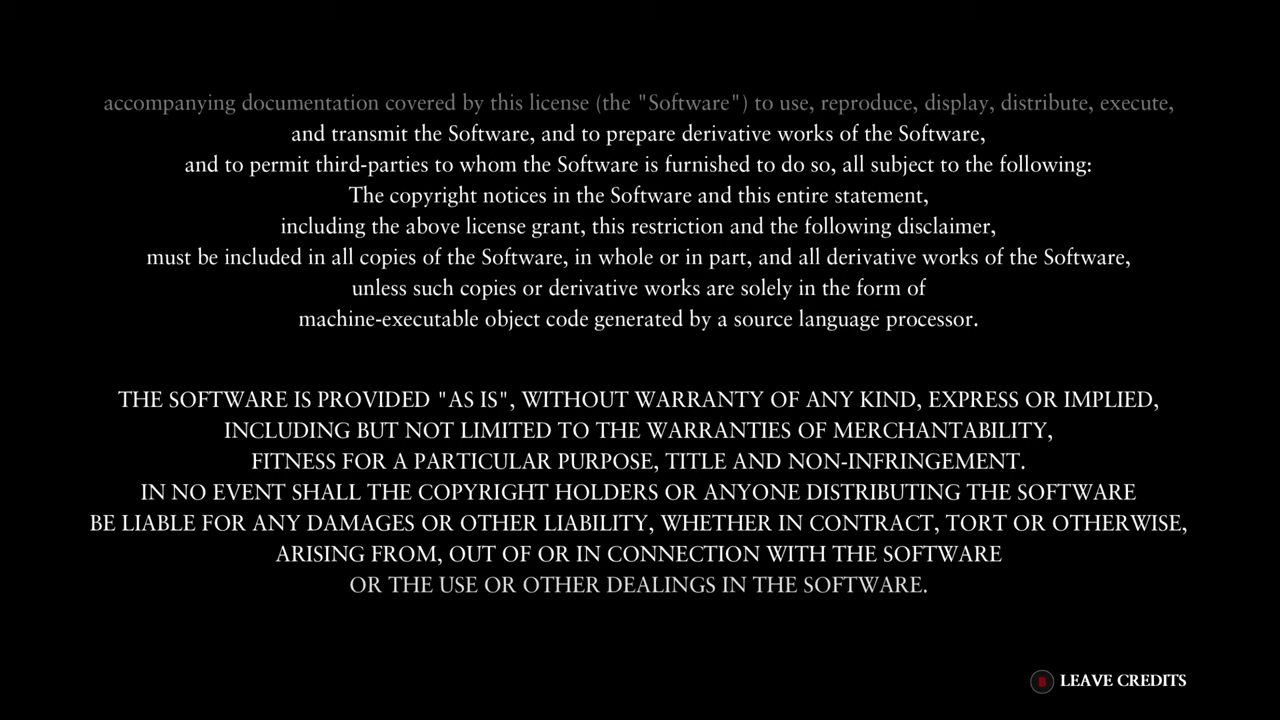 accompanying documentation covered by this license (the "Software") to use, reproduce, display, distribute, execute,
and transmit the Software, and to prepare derivative works of the Software,
and to permit third-parties to whom the Software is furnished to do so, all subject to the following:
The copyright notices in the Software and this entire statement,
including the above license grant, this restriction and the following disclaimer,
must be included in all copies of the Software, in whole or in part, and all derivative works of the Software,
unless such copies or derivative works are solely in the form of
machine-executable object code generated by a source language processor.
THE SOFTWARE IS PROVIDED "AS IS", WITHOUT WARRANTY OF ANY KIND, EXPRESS OR IMPLIED,
INCLUDING BUT NOT LIMITED TO THE WARRANTIES OF MERCHANTABILITY,
FITNESS FOR A PARTICULAR PURPOSE, TITLE AND NON-INFRINGEMENT.
IN NO EVENT SHALL THE COPYRIGHT HOLDERS OR ANYONE DISTRIBUTING THE SOFTWARE
BE LIABLE FOR ANY DAMAGES OR OTHER LIABILITY, WHETHER IN CONTRACT, TORT OR OTHERWISE,
ARISING FROM, OUT OF OR IN CONNECTION WITH THE SOFTWARE
OR THE USE OR OTHER DEALINGS IN THE SOFTWARE.
B LEAVE CREDITS